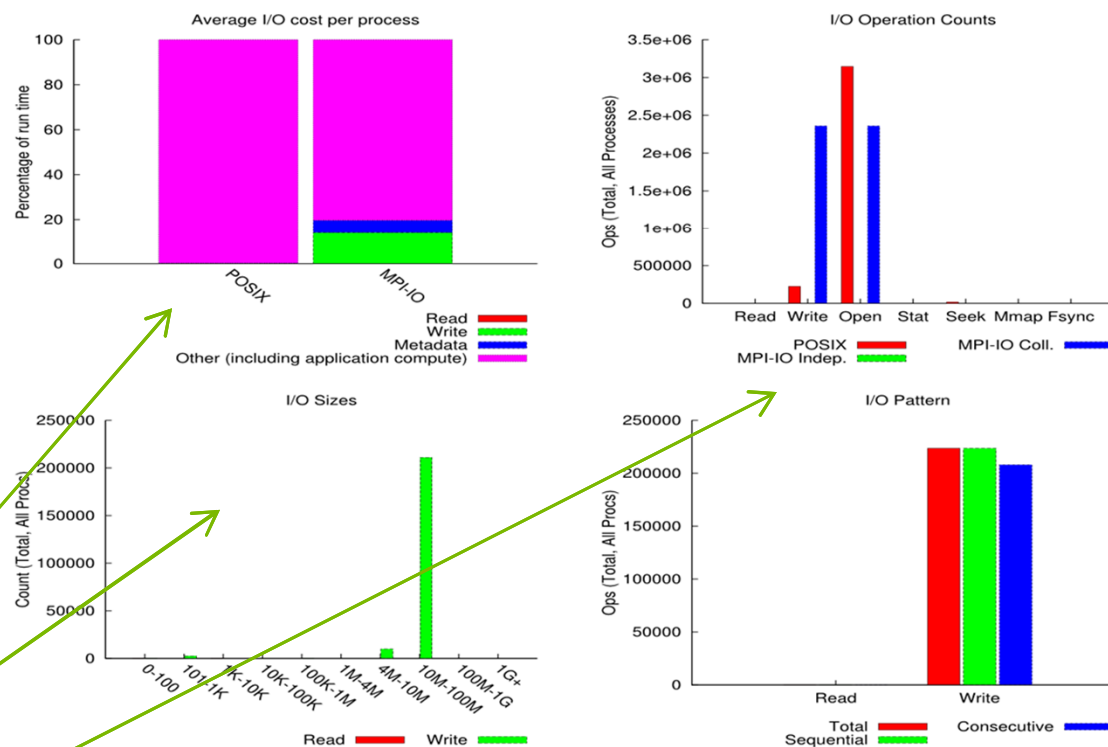 Average I/O cost per process
100
80
60
40
20
0
Percentage of run time
POSIX
MPI-IO
Read
Write
Metadata
Other (including application compute)
I/O Operation Counts
3.5e+06
3e+06
2.5e+06
2e+06
1.5e+06
1e+06
500000
0
Ops (Total, All Processes)
Read Write Open Stat Seek Mmap Fsync
POSIX MPI-IO Coll.
MPI-IO Indep.
I/O Sizes
250000
200000
150000
100000
50000
0
Count (Total, All Procs)
0-100
101-1K
1K-10K
10K-100K
100K-1M
1M-4M
4M-10M
10M-100M
100M-1G
1G+
Read Write
I/O Pattern
250000
200000
150000
100000
50000
0
Ops (Total, All Procs)
Read Write
Total Consecutive
Sequential